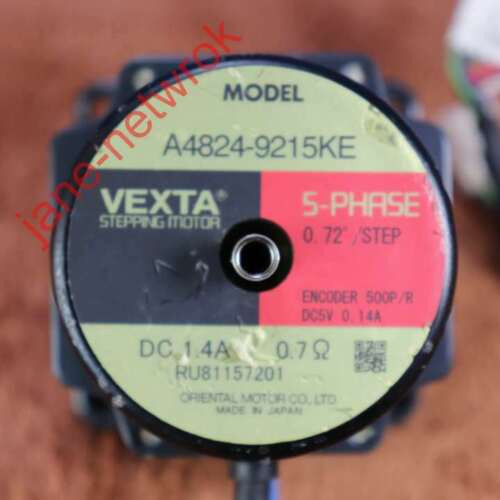 MODEL
A4824-9215KE
VEXTA®
STEPPING MOTOR
5-PHASE
0.72°/STEP
ENCODER 500P/R
DC5V 0.14A
DC 1.4A 0.7Ω
RU81157201
ORIENTAL MOTOR CO.,LTD.
MADE IN JAPAN
jane-netwrok